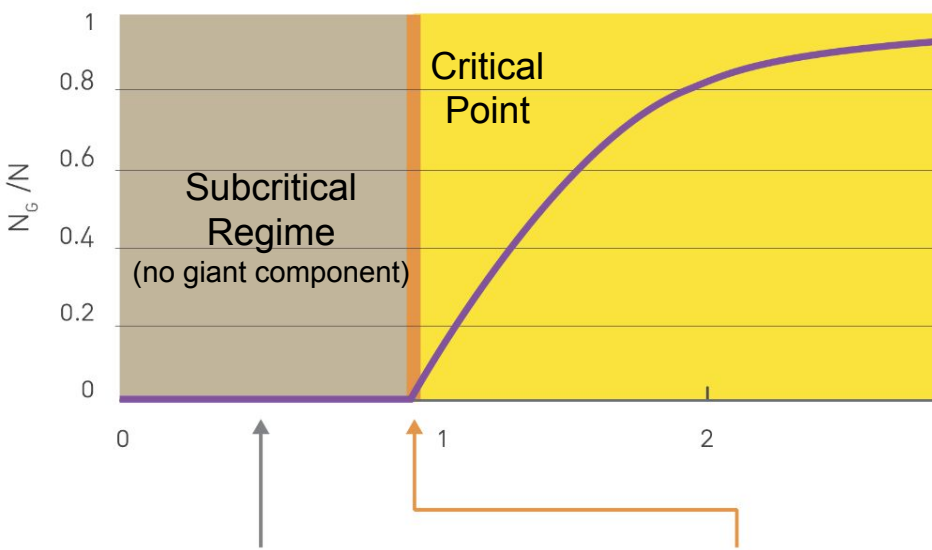 1
0.8
0.6
0.4
0.2
0
N_G /N
Critical
Point
Subcritical
Regime
(no giant component)
0
1
2